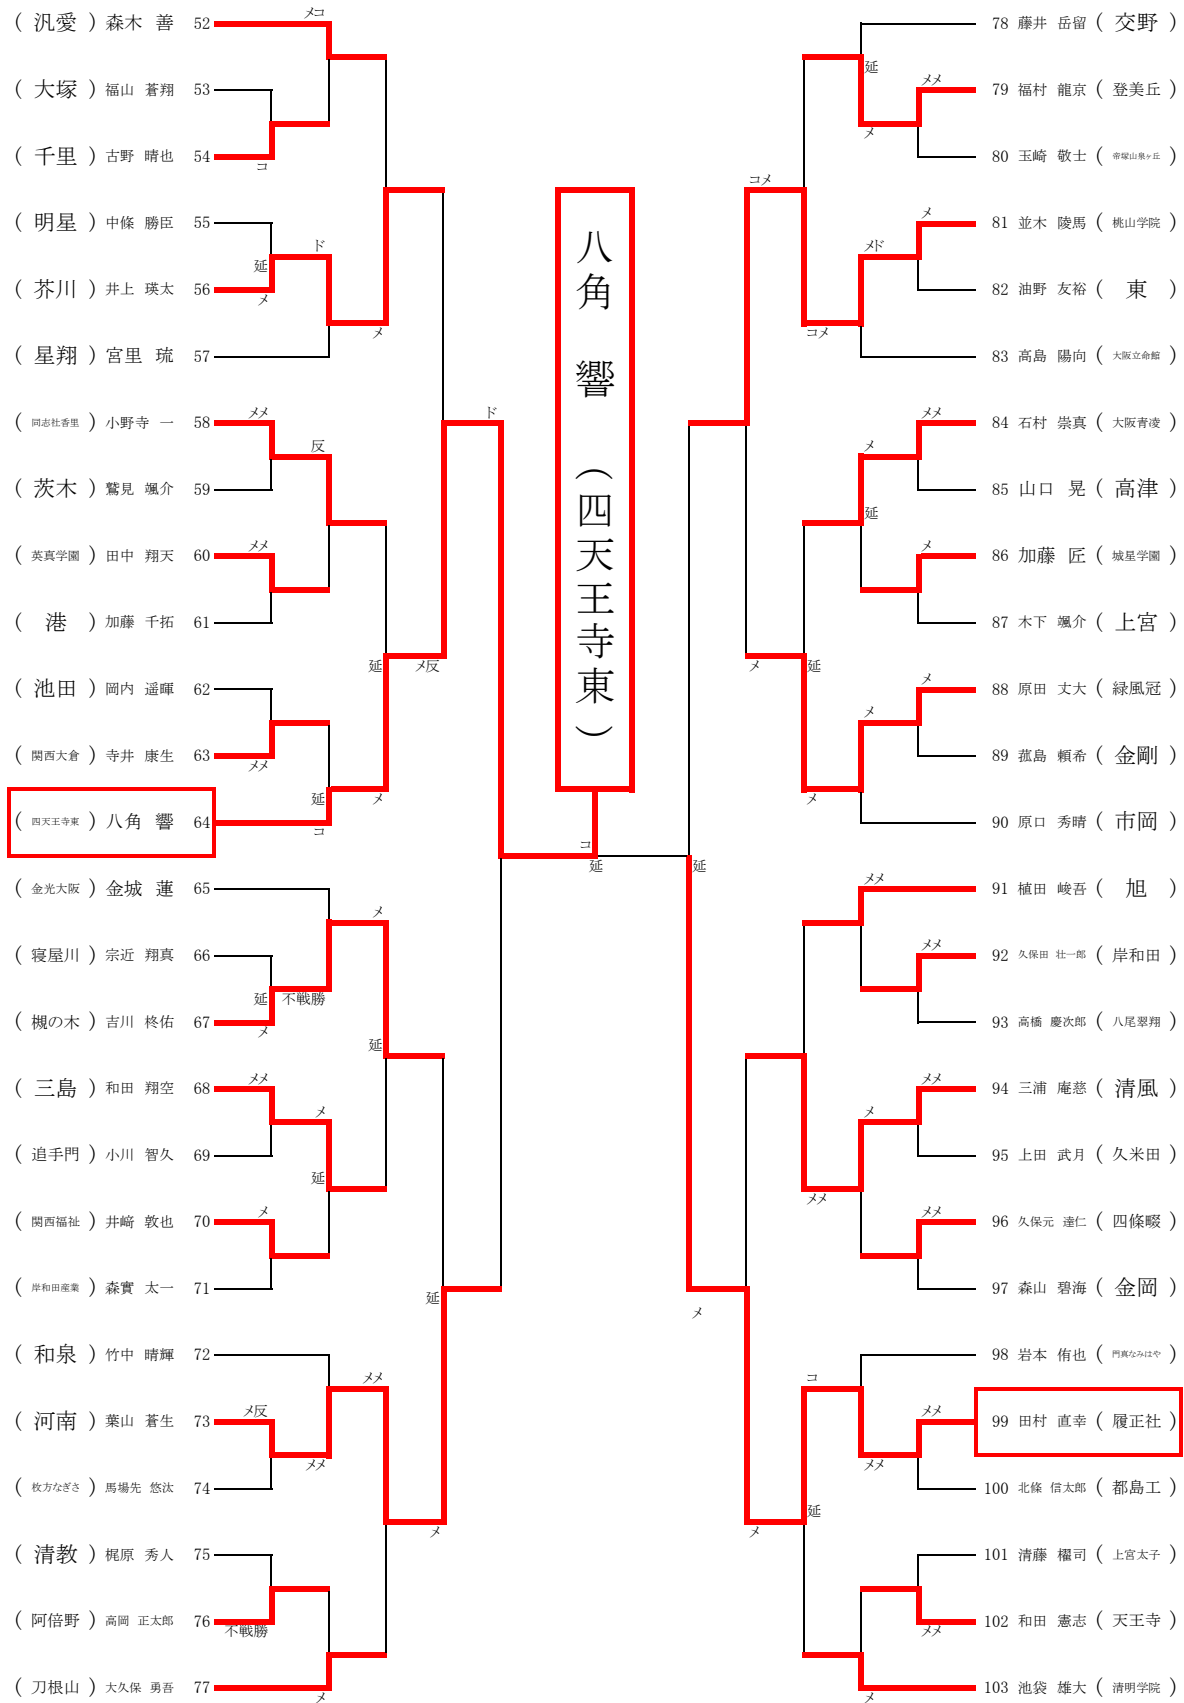 (汎愛) 森木 善 52
(大塚) 福山 蒼翔 53
(千里) 古野 晴也 54
(明星) 中條 勝臣 55
(芥川) 井上 瑛太 56
(星翔) 宮里 琉 57
(同志社香里) 小野寺 一 58
(茨木) 鷲見 颯介 59
(英真学園) 田中 翔天 60
(港) 加藤 千拓 61
(池田) 岡内 遥暉 62
(関西大倉) 寺井 康生 63
(四天王寺東) 八角 響 64
(金光大阪) 金城 蓮 65
(寝屋川) 宗近 翔真 66
(槻の木) 吉川 柊佑 67
(三島) 和田 翔空 68
(追手門) 小川 智久 69
(関西福祉) 井﨑 敦也 70
(岸和田産業) 森實 太一 71
(和泉) 竹中 晴輝 72
(河南) 葉山 蒼生 73
(枚方なぎさ) 馬場先 悠汰 74
(清教) 梶原 秀人 75
(阿倍野) 高岡 正太郎 76
(刀根山) 大久保 勇吾 77
メコ
コ
ド
延
メ
メ
メメ
反
メメ
延
メ反
メメ
延
メ
コ
ド
メ
延
不戦勝
メ
延
メメ
メ
延
メ
延
メメ
メ反
メメ
メ
不戦勝
メ
八角 響 (四天王寺東)
コ
延
延
メ
78 藤井 岳留 (交野)
79 福村 龍京 (登美丘)
80 玉崎 敬士 (帝塚山泉ヶ丘)
81 並木 陵馬 (桃山学院)
82 油野 友裕 (東)
83 高島 陽向 (大阪立命館)
84 石村 崇真 (大阪青凌)
85 山口 晃 (高津)
86 加藤 匠 (城星学園)
87 木下 颯介 (上宮)
88 原田 丈大 (緑風冠)
89 菰島 頼希 (金剛)
90 原口 秀晴 (市岡)
91 植田 峻吾 (旭)
92 久保田 壮一郎 (岸和田)
93 高橋 慶次郎 (八尾翠翔)
94 三浦 庵慈 (清風)
95 上田 武月 (久米田)
96 久保元 達仁 (四條畷)
97 森山 碧海 (金岡)
98 岩本 侑也 (門真なみはや)
99 田村 直幸 (履正社)
100 北條 信太郎 (都島工)
101 清藤 櫂司 (上宮太子)
102 和田 憲志 (天王寺)
103 池袋 雄大 (清明学院)
延
メメ
メ
コメ
メ
メド
コメ
メメ
メ
延
メ
メ
延
メ
メ
メ
メメ
メメ
メメ
メ
メメ
メメ
コ
メメ
メメ
延
メ
メメ
メ